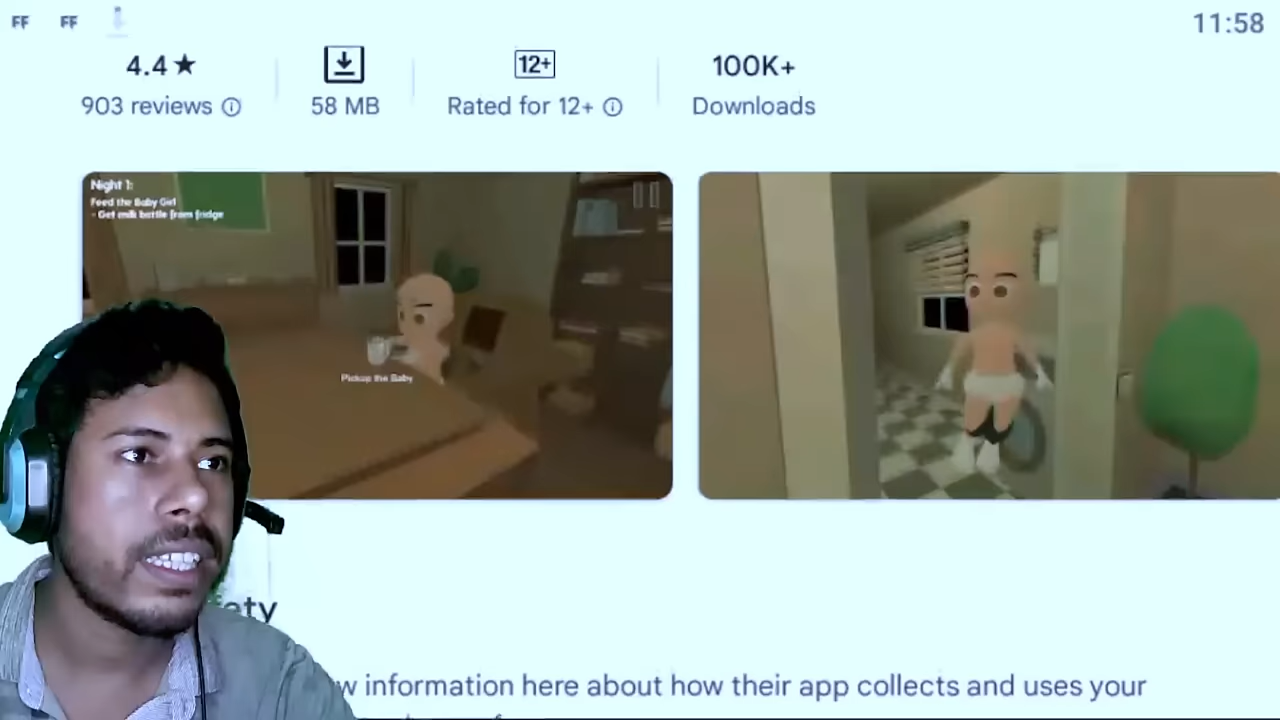 FF FF 11:58
4.4★ 12+ 100K+
903 reviews 58 MB Rated for 12+ Downloads
Night 1:
Feed the Baby Girl
- Get milk bottle from fridge
Pickup the Baby
ety
w information here about how their app collects and uses your